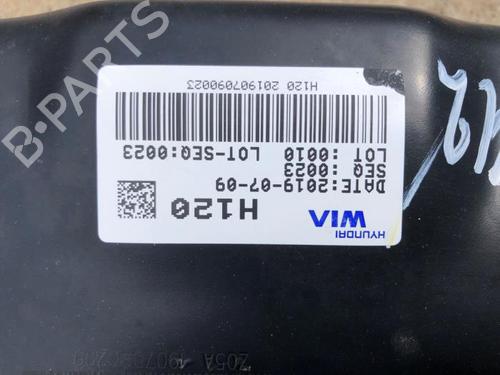 HYUNDAI
WIA
H120
DATE:2019-07-09
SEQ :0023
LOT :0010 LOT-SEQ:0023
H120 201907090023
B-PARTS